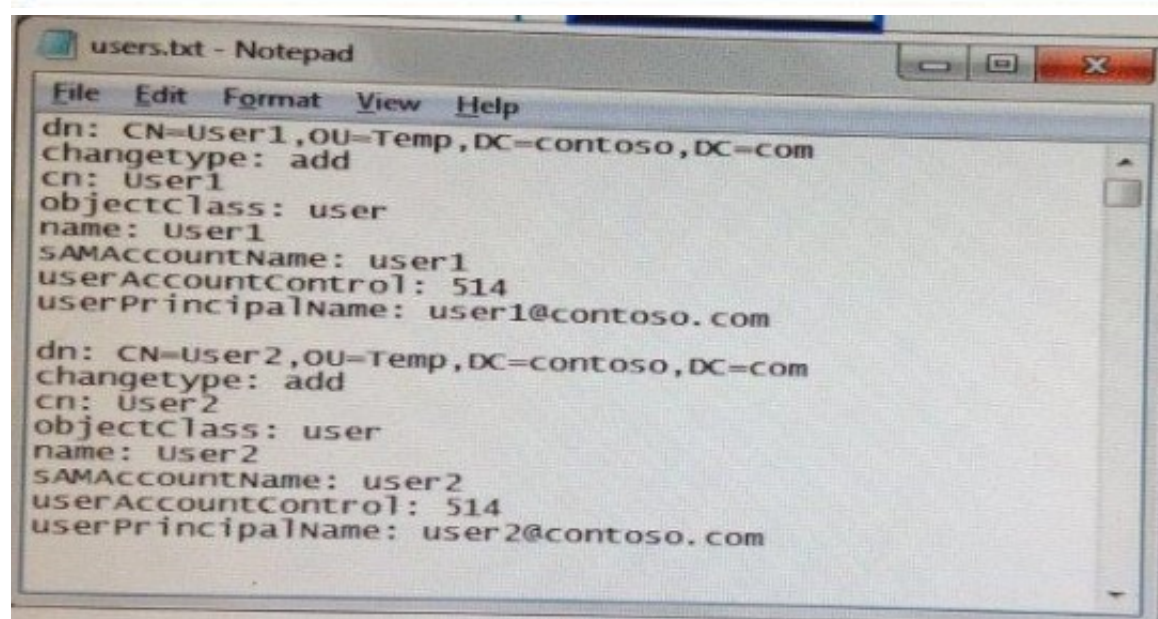 users.txt - Notepad
File Edit Format View Help
dn: CN=User1,OU=Temp,DC=contoso,DC=com
changetype: add
cn: User1
objectClass: user
name: User1
sAMAccountName: user1
userAccountControl: 514
userPrincipalName: user1@contoso.com
dn: CN=User2,OU=Temp,DC=contoso,DC=com
changetype: add
cn: User2
objectClass: user
name: User2
sAMAccountName: user2
userAccountControl: 514
userPrincipalName: user2@contoso.com